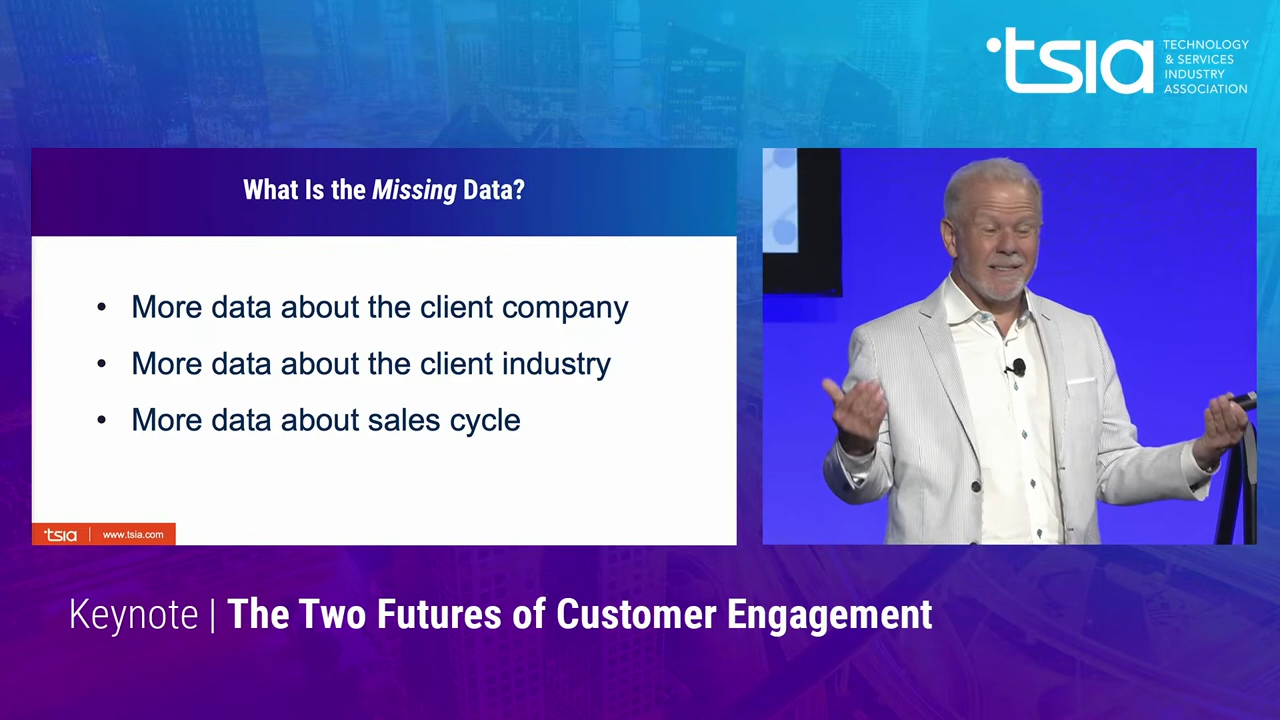 tsia
TECHNOLOGY
& SERVICES
INDUSTRY
ASSOCIATION
What Is the Missing Data?
• More data about the client company
• More data about the client industry
• More data about sales cycle
tsia | www.tsia.com
Keynote | The Two Futures of Customer Engagement